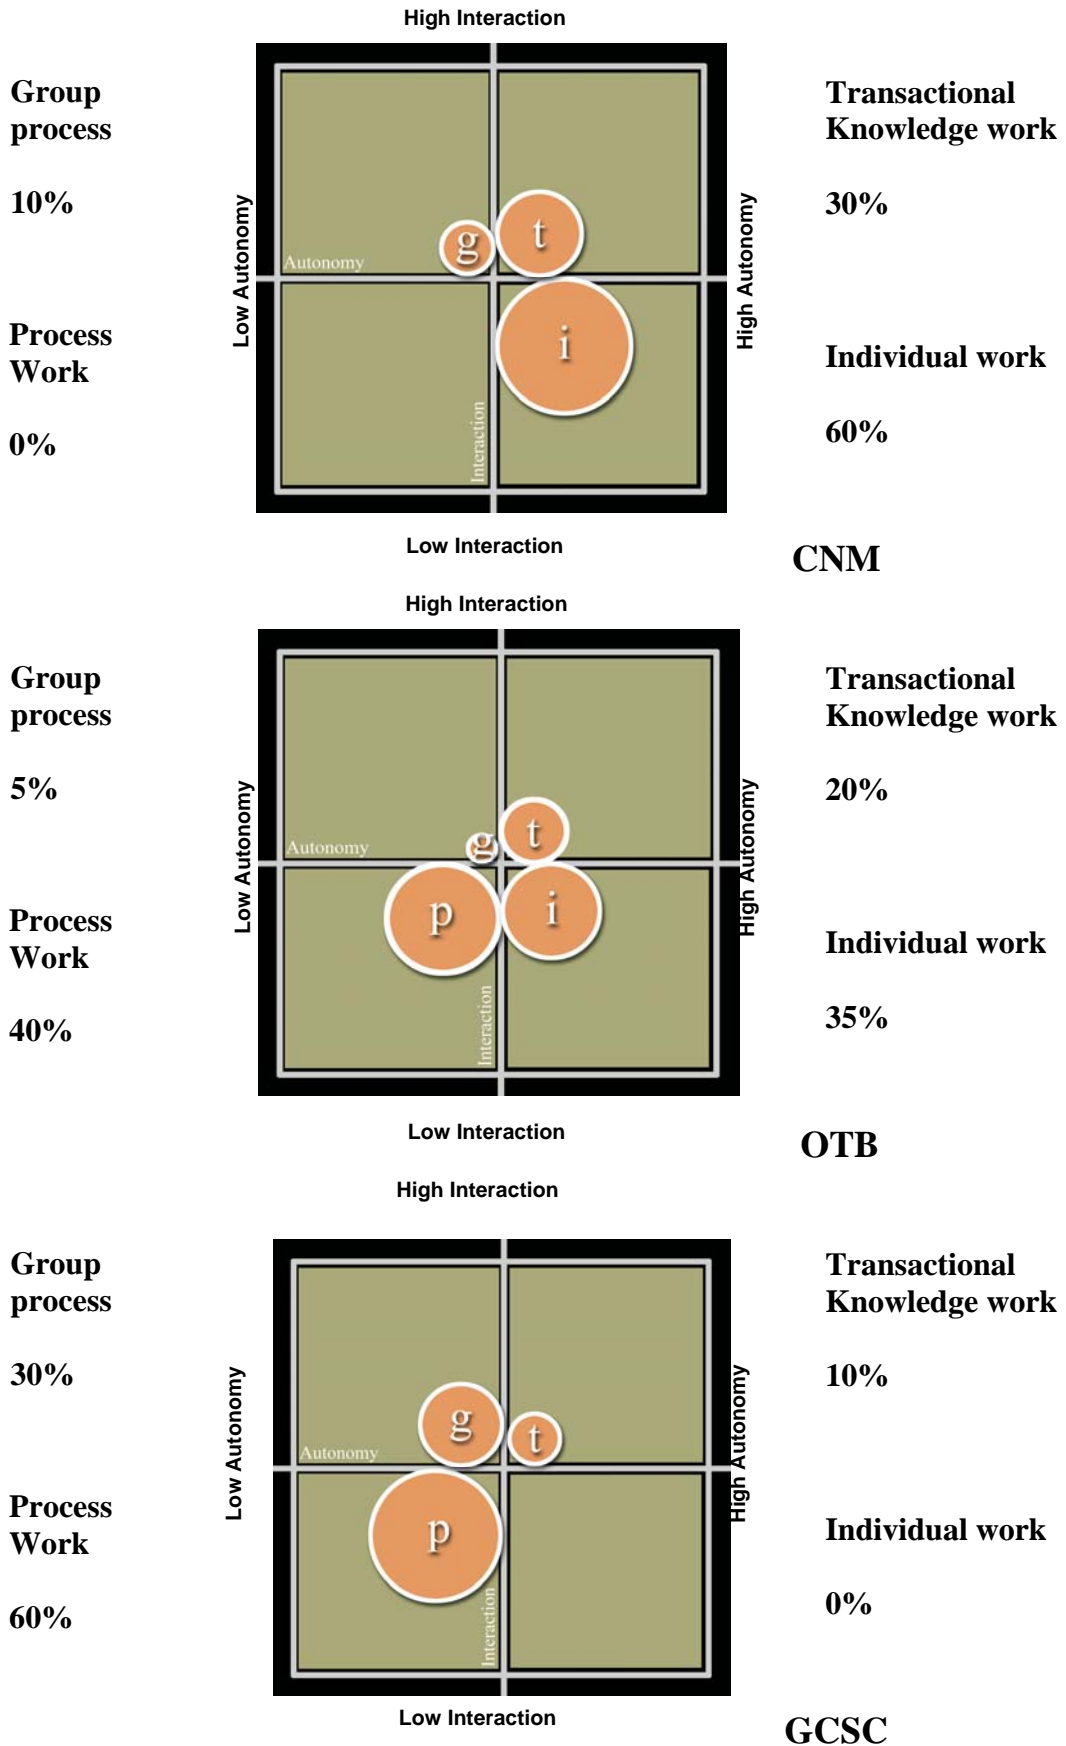 High Interaction
Group
process
10%
Transactional
Knowledge work
30%
Low Autonomy
High Autonomy
g
t
Autonomy
Process
Work
0%
i
Interaction
Individual work
60%
Low Interaction
CNM
High Interaction
Group
process
5%
Transactional
Knowledge work
20%
Low Autonomy
High Autonomy
g
t
Autonomy
Process
Work
40%
p
i
Interaction
Individual work
35%
Low Interaction
OTB
High Interaction
Group
process
30%
Transactional
Knowledge work
10%
Low Autonomy
High Autonomy
g
t
Autonomy
Process
Work
60%
p
Interaction
Individual work
0%
Low Interaction
GCSC